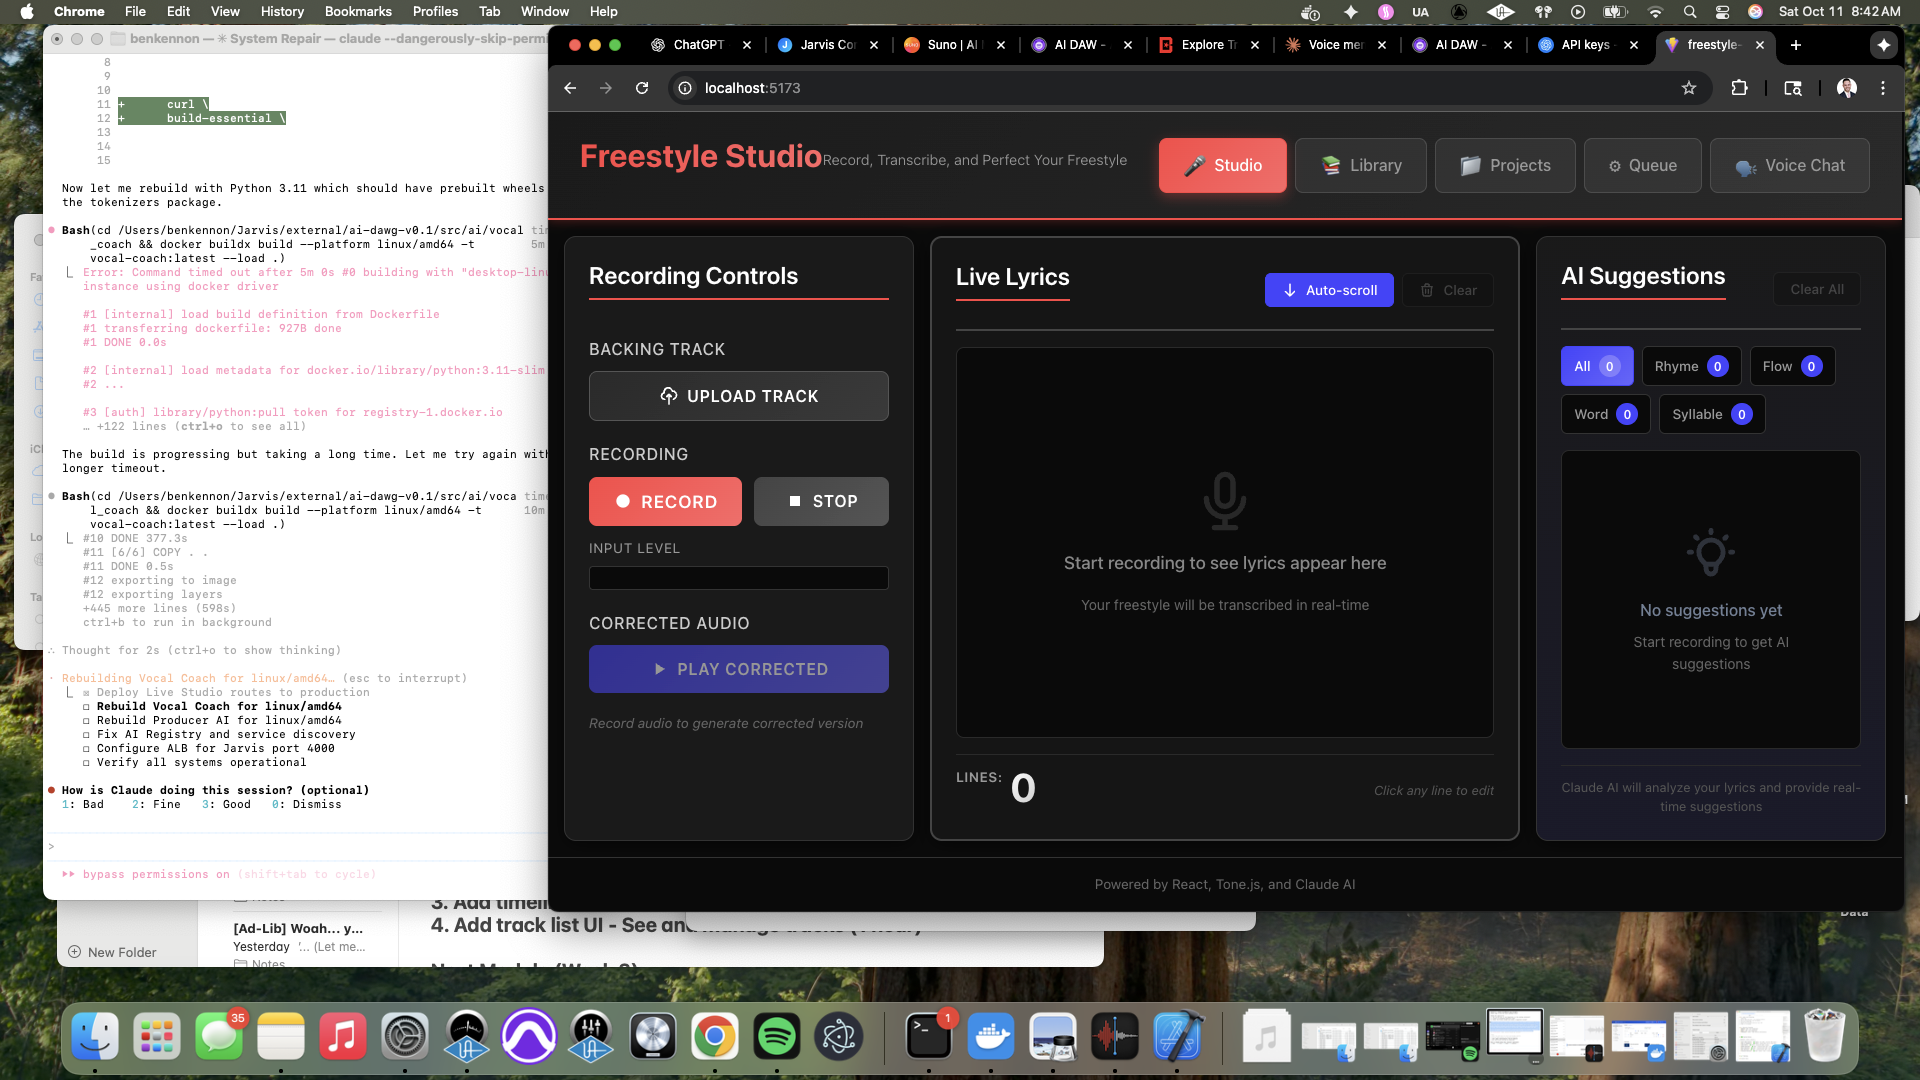 Chrome File Edit View History Bookmarks Profiles Tab Window Help
UA
Sat Oct 11 8:42 AM
benkennon — ✳ System Repair — claude --dangerously-skip-permi
8
9
10
11 + curl \
12 + build-essential \
13
14
15
Now let me rebuild with Python 3.11 which should have prebuilt wheels
the tokenizers package.
Bash(cd /Users/benkennon/Jarvis/external/ai-dawg-v0.1/src/ai/vocal
_coach && docker buildx build --platform linux/amd64 -t 5m
vocal-coach:latest --load .)
Error: Command timed out after 5m 0s #0 building with "desktop-linu
instance using docker driver
#1 [internal] load build definition from Dockerfile
#1 transferring dockerfile: 927B done
#1 DONE 0.0s
#2 [internal] load metadata for docker.io/library/python:3.11-slim
#2 ...
#3 [auth] library/python:pull token for registry-1.docker.io
… +122 lines (ctrl+o to see all)
The build is progressing but taking a long time. Let me try again with
longer timeout.
Bash(cd /Users/benkennon/Jarvis/external/ai-dawg-v0.1/src/ai/voca
l_coach && docker buildx build --platform linux/amd64 -t 10m
vocal-coach:latest --load .)
#10 DONE 377.3s
#11 [6/6] COPY . .
#11 DONE 0.5s
#12 exporting to image
#12 exporting layers
+445 more lines (598s)
ctrl+b to run in background
∴ Thought for 2s (ctrl+o to show thinking)
· Rebuilding Vocal Coach for linux/amd64… (esc to interrupt)
☒ Deploy Live Studio routes to production
☐ Rebuild Vocal Coach for linux/amd64
☐ Rebuild Producer AI for linux/amd64
☐ Fix AI Registry and service discovery
☐ Configure ALB for Jarvis port 4000
☐ Verify all systems operational
How is Claude doing this session? (optional)
1: Bad 2: Fine 3: Good 0: Dismiss
>
bypass permissions on (shift+tab to cycle)
Notes
[Ad-Lib] Woah... y...
Yesterday '... (Let me...
Notes
New Folder
4. Add track list UI - See and
ChatGPT
Jarvis Co
Suno | AI
AI DAW -
Explore Tr
Voice mer
AI DAW -
API keys
freestyle-
localhost:5173
Freestyle Studio
Record, Transcribe, and Perfect Your Freestyle
Studio
Library
Projects
Queue
Voice Chat
Recording Controls
BACKING TRACK
UPLOAD TRACK
RECORDING
RECORD
STOP
INPUT LEVEL
CORRECTED AUDIO
PLAY CORRECTED
Record audio to generate corrected version
Live Lyrics
Auto-scroll
Clear
Start recording to see lyrics appear here
Your freestyle will be transcribed in real-time
LINES: 0
Click any line to edit
AI Suggestions
Clear All
All 0
Rhyme 0
Flow 0
Word 0
Syllable 0
No suggestions yet
Start recording to get AI
suggestions
Claude AI will analyze your lyrics and provide real-
time suggestions
Powered by React, Tone.js, and Claude AI
Data
35
1